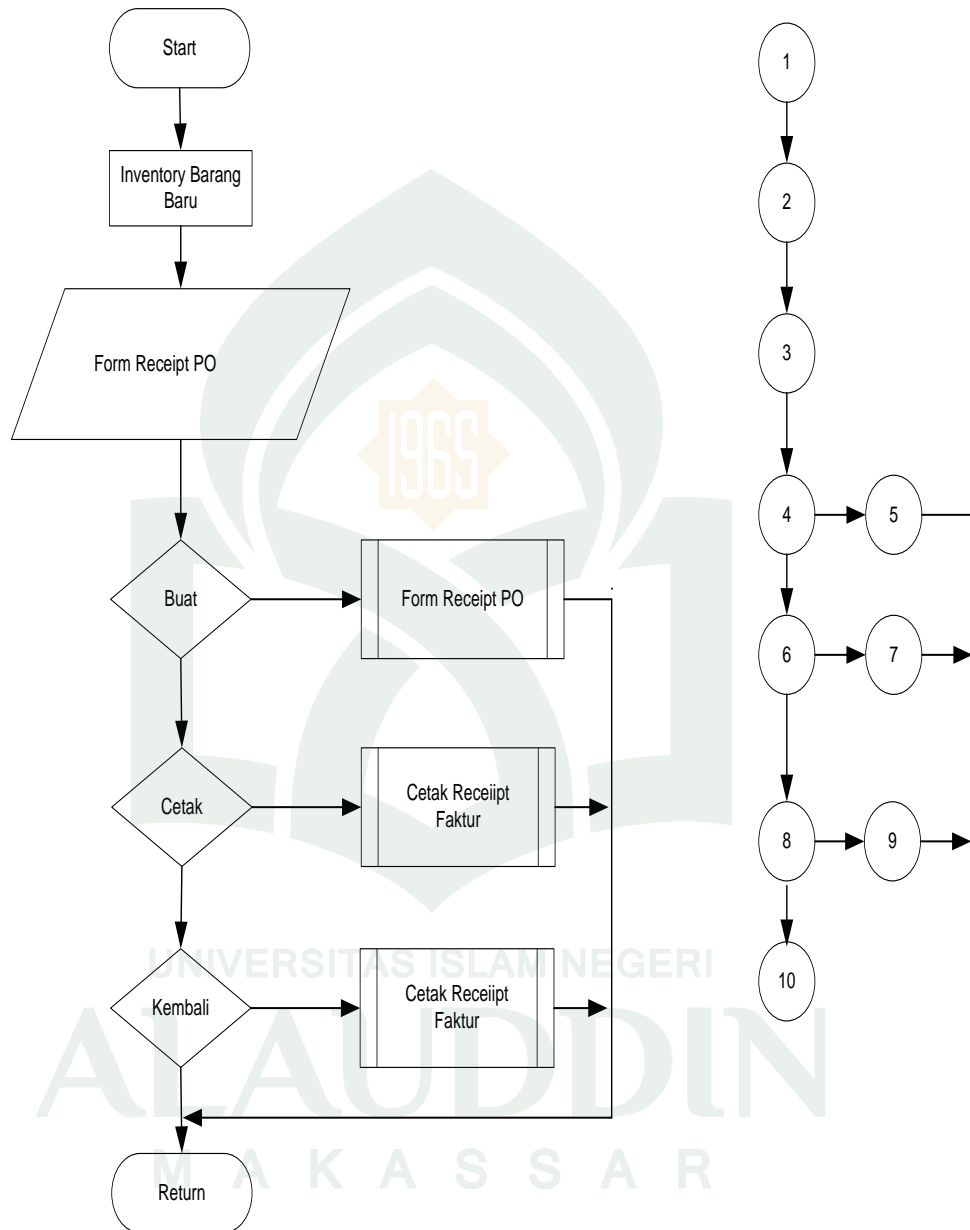 Start
Inventory Barang
Baru
Form Receipt PO
Buat
Form Receipt PO
Cetak
Cetak Receiipt
Faktur
Kembali
Cetak Receiipt
Faktur
Return
1
2
3
4
5
6
7
8
9
10
1965
UNIVERSITAS ISLAM NEGERI
ALAUDDIN
MAKASSAR